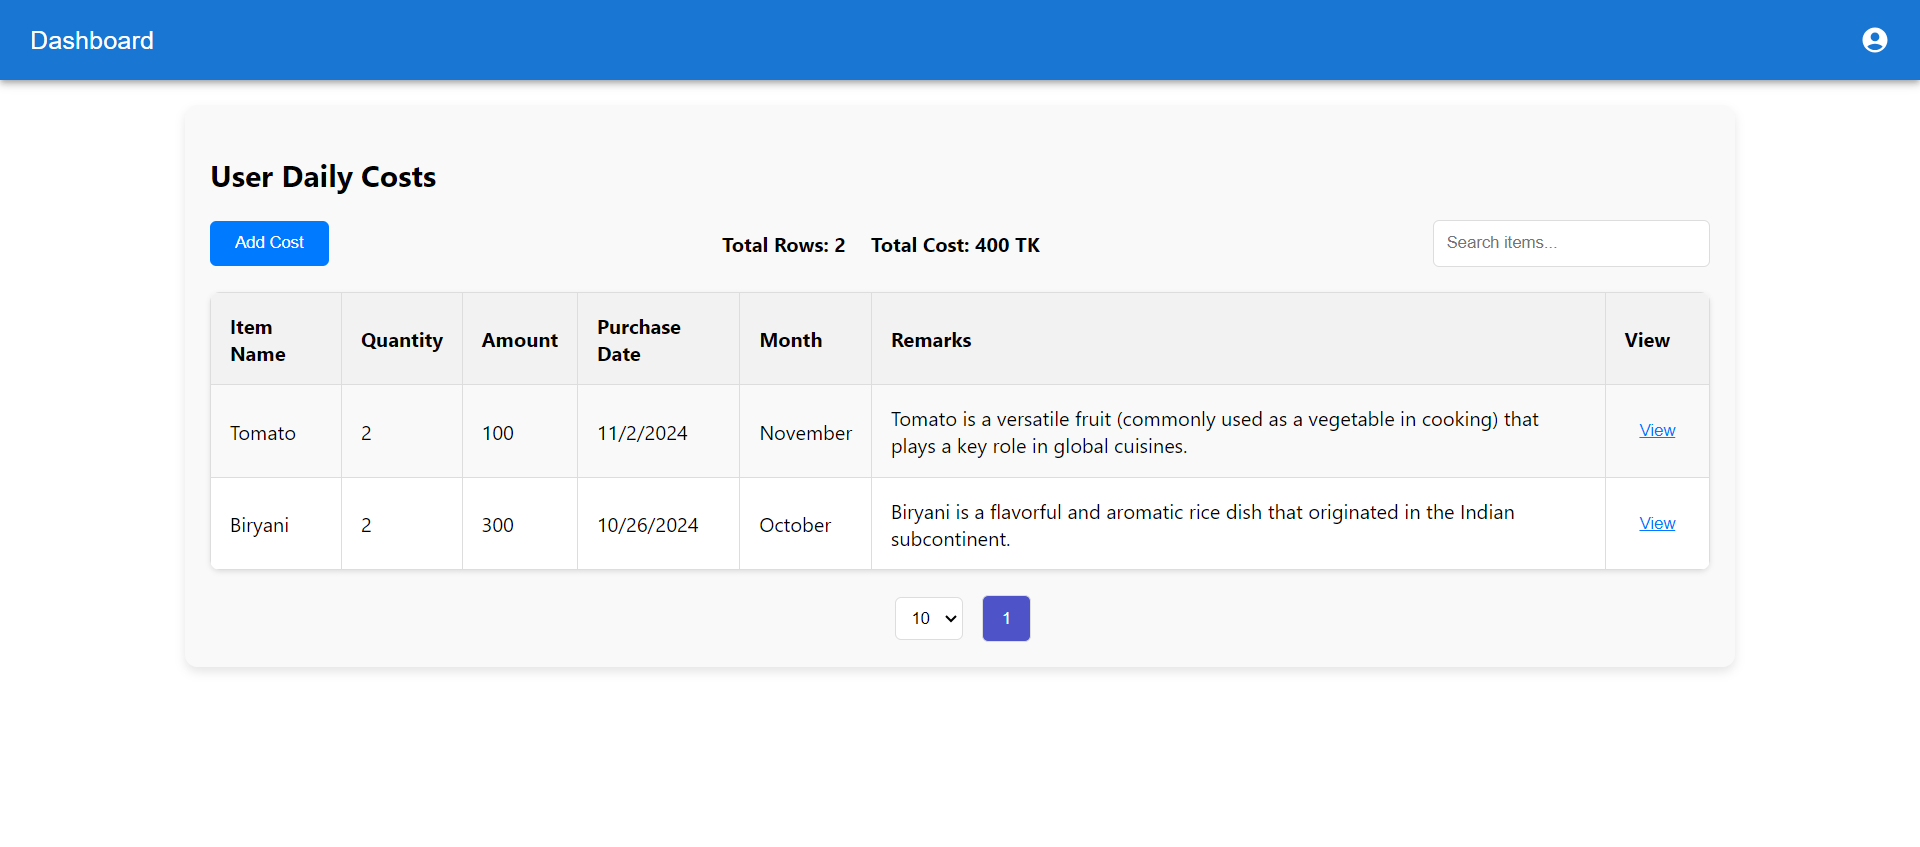 Dashboard
User Daily Costs
Add Cost
Total Rows: 2 Total Cost: 400 TK
Search items...
Item Name
Quantity
Amount
Purchase Date
Month
Remarks
View
Tomato
2
100
11/2/2024
November
Tomato is a versatile fruit (commonly used as a vegetable in cooking) that
plays a key role in global cuisines.
View
Biryani
2
300
10/26/2024
October
Biryani is a flavorful and aromatic rice dish that originated in the Indian
subcontinent.
View
10
1